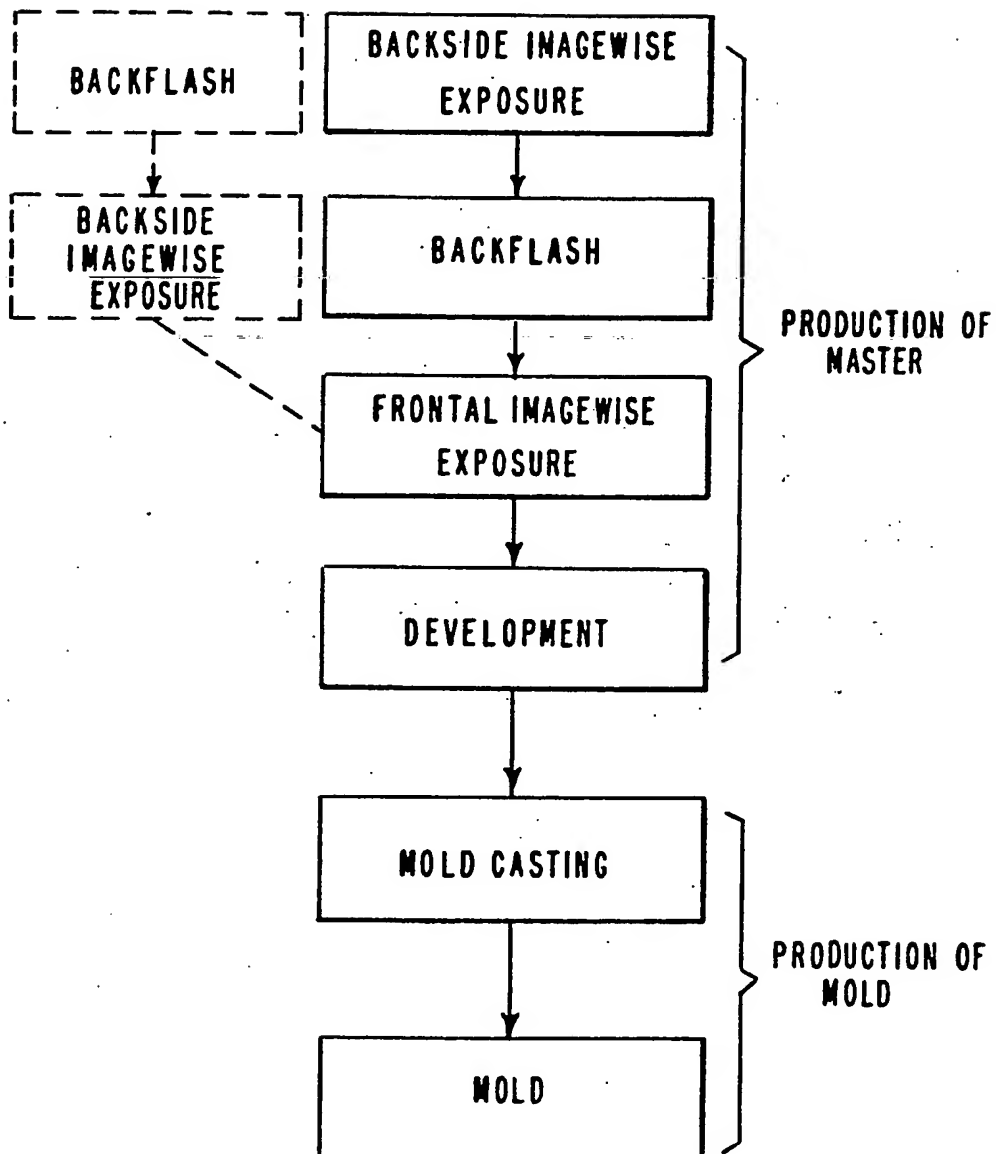 BACKFLASH
BACKSIDE
IMAGEWISE
EXPOSURE
BACKSIDE IMAGEWISE
EXPOSURE
BACKFLASH
FRONTAL IMAGEWISE
EXPOSURE
DEVELOPMENT
PRODUCTION OF
MASTER
MOLD CASTING
MOLD
PRODUCTION OF
MOLD